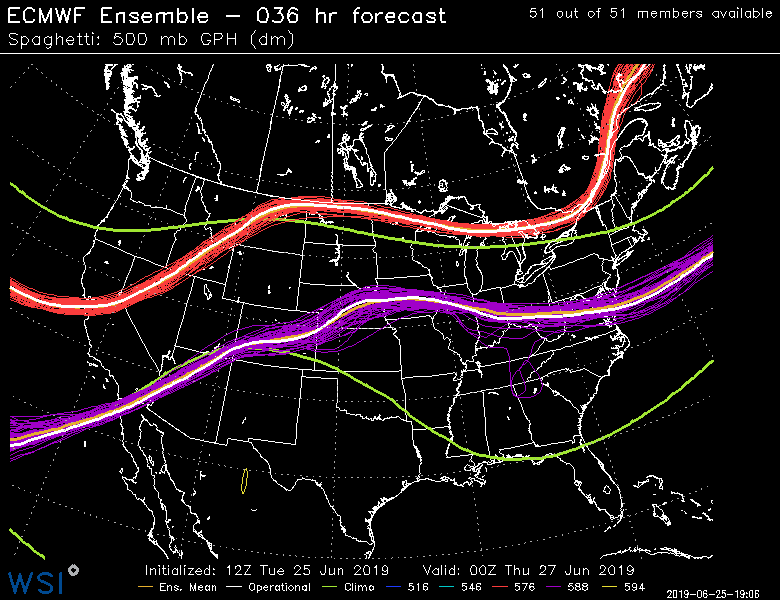 ECMWF Ensemble – 036 hr forecast
51 out of 51 members available
Spaghetti: 500 mb GPH (dm)
Initialized: 12Z Tue 25 Jun 2019 Valid: 00Z Thu 27 Jun 2019
WSI
Ens. Mean Operational Climo 516 546 576 588 594
2019-06-25-19:06